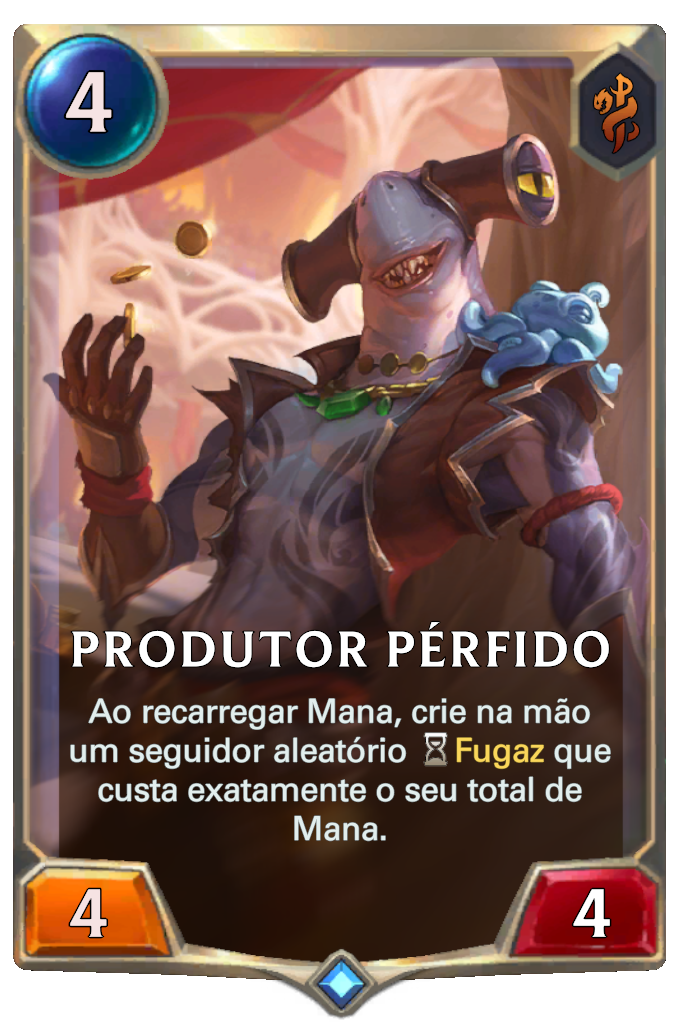 4
PRODUTOR PÉRFIDO
Ao recarregar Mana, crie na mão
um seguidor aleatório Fugaz que
custa exatamente o seu total de
Mana.
4 4